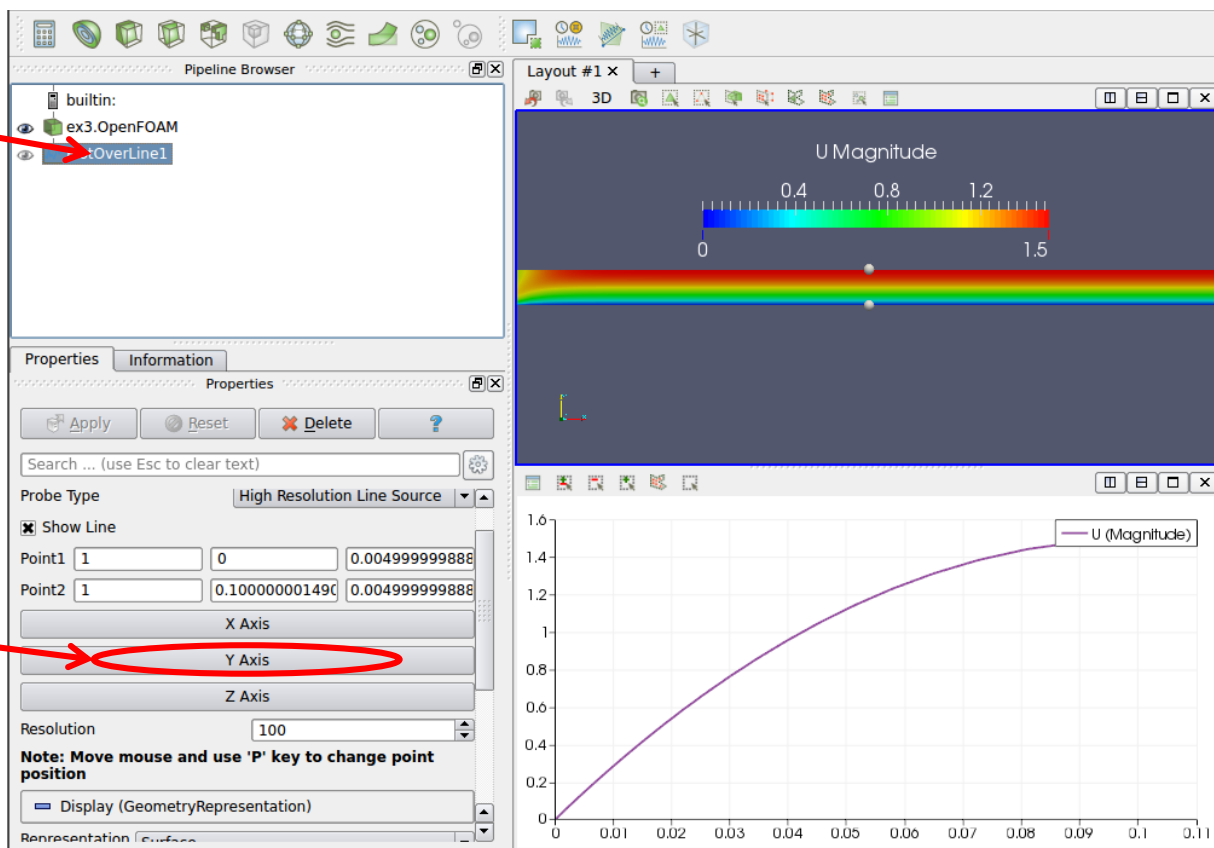 Pipeline Browser
builtin:
ex3.OpenFOAM
tOverLine1
Properties Information
Properties
Apply Reset Delete ?
Search ... (use Esc to clear text)
Probe Type High Resolution Line Source
Show Line
Point1 1 0 0.004999999888
Point2 1 0.100000001490 0.004999999888
X Axis
Y Axis
Z Axis
Resolution 100
Note: Move mouse and use 'P' key to change point
position
Display (GeometryRepresentation)
Representation Surface
Layout #1 × +
3D
U Magnitude
0.4 0.8 1.2
0 1.5
U (Magnitude)
1.6
1.4
1.2
1
0.8
0.6
0.4
0.2
0
0 0.01 0.02 0.03 0.04 0.05 0.06 0.07 0.08 0.09 0.1 0.11